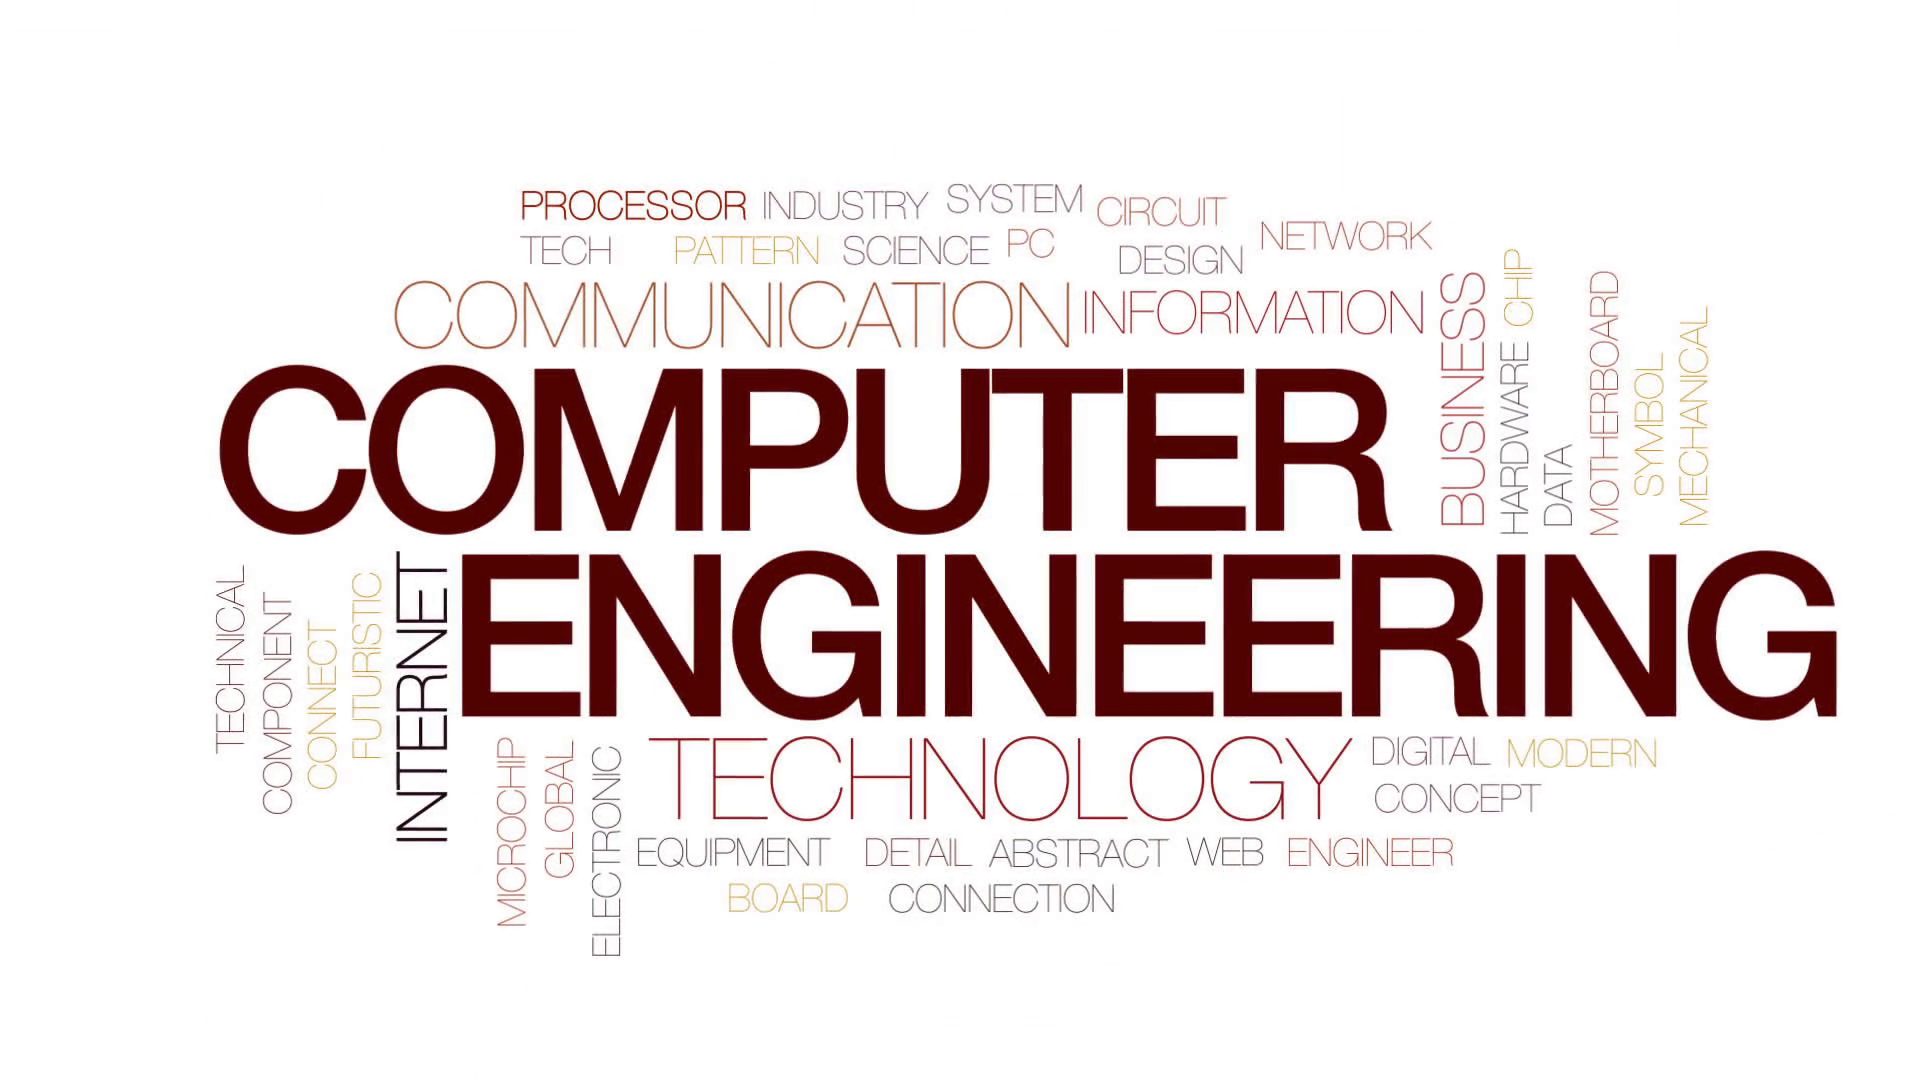 PROCESSOR INDUSTRY SYSTEM CIRCUIT
TECH PATTERN SCIENCE PC DESIGN NETWORK
COMMUNICATION INFORMATION
BUSINESS
CHIP
HARDWARE
DATA
MOTHERBOARD
SYMBOL
MECHANICAL
COMPUTER
ENGINEERING
TECHNICAL
COMPONENT
CONNECT
FUTURISTIC
INTERNET
MICROCHIP
GLOBAL
ELECTRONIC
TECHNOLOGY DIGITAL MODERN
CONCEPT
EQUIPMENT DETAIL ABSTRACT WEB ENGINEER
BOARD CONNECTION